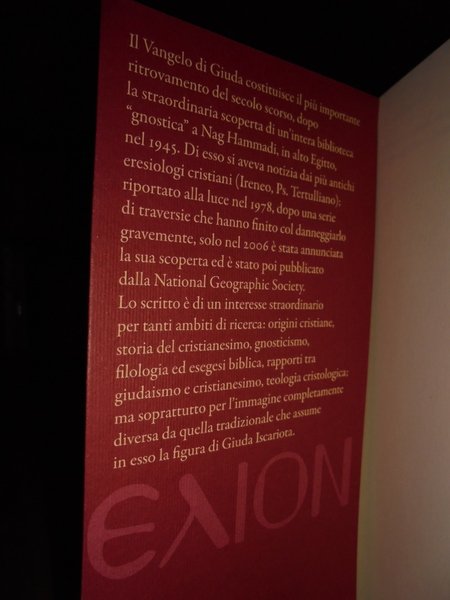 Il Vangelo di Giuda costituisce il più importante
ritrovamento del secolo scorso, dopo
la straordinaria scoperta di un'intera biblioteca
“gnostica” a Nag Hammadi, in alto Egitto,
nel 1945. Di esso si aveva notizia dai più antichi
eresiologi cristiani (Ireneo, Ps. Tertulliano);
riportato alla luce nel 1978, dopo una serie
di traversie che hanno finito col danneggiarlo
gravemente, solo nel 2006 è stata annunciata
la sua scoperta ed è stato poi pubblicato
dalla National Geographic Society.
Lo scritto è di un interesse straordinario
per tanti ambiti di ricerca: origini cristiane,
storia del cristianesimo, gnosticismo,
filologia ed esegesi biblica, rapporti tra
giudaismo e cristianesimo, teologia cristologica;
ma soprattutto per l'immagine completamente
diversa da quella tradizionale che assume
in esso la figura di Giuda Iscariota.
ЄΛION